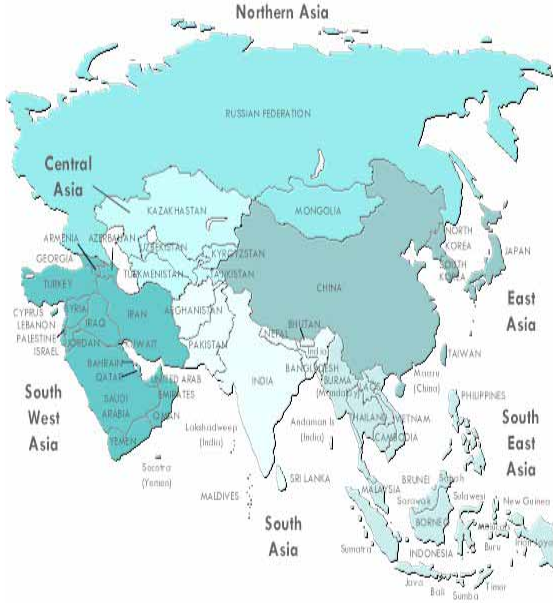 Northern Asia
RUSSIAN FEDERATION
Central
Asia
KAZAKHSTAN
MONGOLIA
ARMENIA
AZERBAIJAN
UZBEKISTAN
KYRGYZSTAN
GEORGIA
TURKMENISTAN
NORTH
KOREA
SOUTH
KOREA
JAPAN
TURKEY
CHINA
East
Asia
CYPRUS
LEBANON
PALESTINE
ISRAEL
SYRIA
IRAQ
IRAN
AFGHANISTAN
JORDAN
KUWAIT
PAKISTAN
NEPAL
BHUTAN
India
BANGLADESH
TAIWAN
BAHRAIN
QATAR
UNITED ARAB
EMIRATES
INDIA
BURMA
(Myanmar)
LAOS
Macau
(China)
South
West
Asia
SAUDI
ARABIA
OMAN
YEMEN
THAILAND
VIETNAM
CAMBODIA
PHILIPPINES
South
East
Asia
Lakshadweep
(India)
Andaman Is
(India)
Socotra
(Yemen)
SRI LANKA
MALDIVES
South
Asia
MALAYSIA
BRUNEI
Sabah
Sarawak
Sulawesi
New Guinea
BORNEO
Sumatra
INDONESIA
Buru
Java
Bali
Sumba
Timor